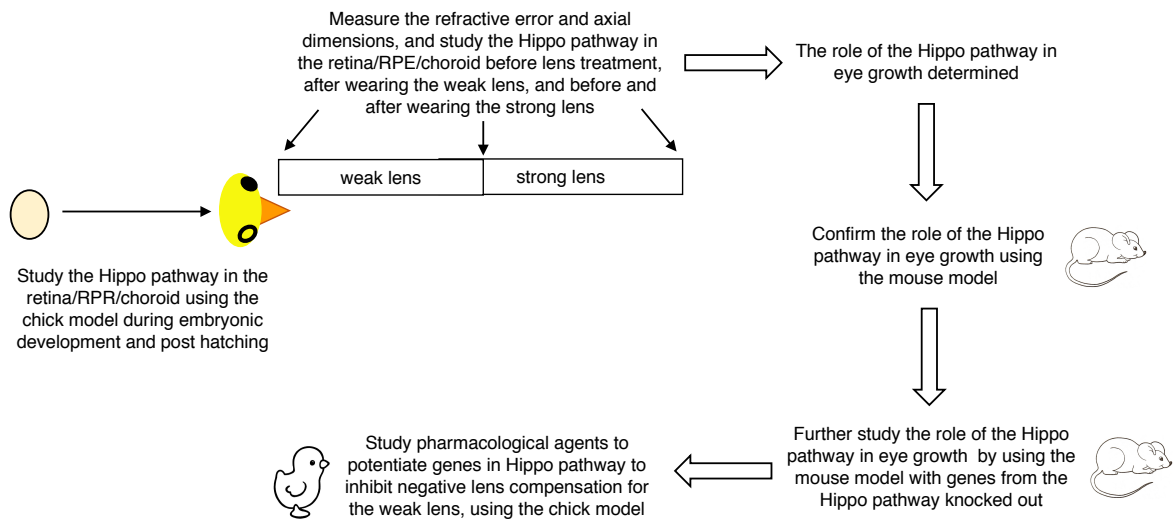 Measure the refractive error and axial
dimensions, and study the Hippo pathway in
the retina/RPE/choroid before lens treatment,
after wearing the weak lens, and before and
after wearing the strong lens
The role of the Hippo pathway in
eye growth determined
weak lens
strong lens
Study the Hippo pathway in the
retina/RPR/choroid using the
chick model during embryonic
development and post hatching
Confirm the role of the Hippo
pathway in eye growth using
the mouse model
Further study the role of the Hippo
pathway in eye growth by using the
mouse model with genes from the
Hippo pathway knocked out
Study pharmacological agents to
potentiate genes in Hippo pathway to
inhibit negative lens compensation for
the weak lens, using the chick model